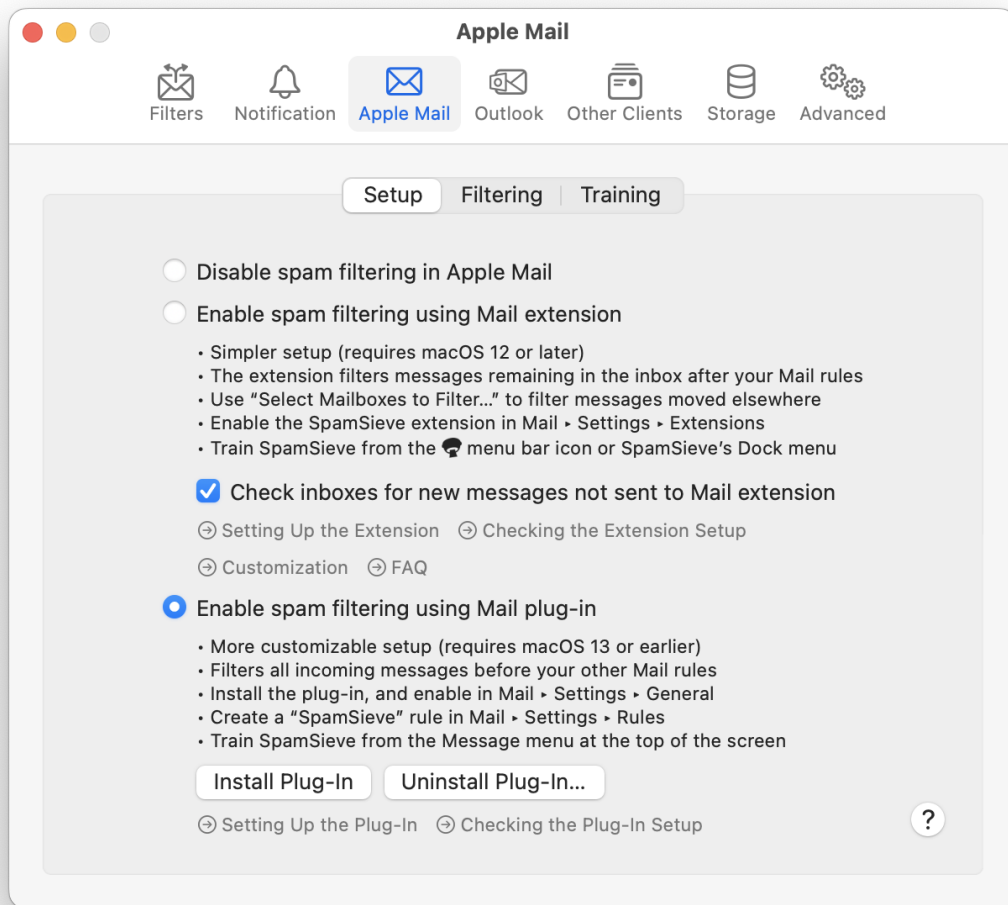 Apple Mail
Filters Notification Apple Mail Outlook Other Clients Storage Advanced
Setup Filtering Training
Disable spam filtering in Apple Mail
Enable spam filtering using Mail extension
• Simpler setup (requires macOS 12 or later)
• The extension filters messages remaining in the inbox after your Mail rules
• Use “Select Mailboxes to Filter…” to filter messages moved elsewhere
• Enable the SpamSieve extension in Mail ▸ Settings ▸ Extensions
• Train SpamSieve from the menu bar icon or SpamSieve’s Dock menu
Check inboxes for new messages not sent to Mail extension
Setting Up the Extension Checking the Extension Setup
Customization FAQ
Enable spam filtering using Mail plug-in
• More customizable setup (requires macOS 13 or earlier)
• Filters all incoming messages before your other Mail rules
• Install the plug-in, and enable in Mail ▸ Settings ▸ General
• Create a “SpamSieve” rule in Mail ▸ Settings ▸ Rules
• Train SpamSieve from the Message menu at the top of the screen
Install Plug-In Uninstall Plug-In…
Setting Up the Plug-In Checking the Plug-In Setup
?